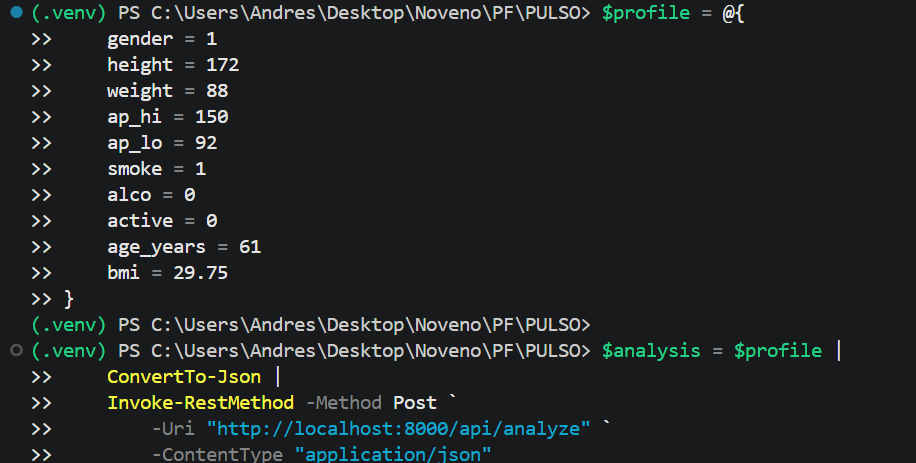 (.venv) PS C:\Users\Andres\Desktop\Noveno\PF\PULSO> $profile = @{
>>     gender = 1
>>     height = 172
>>     weight = 88
>>     ap_hi = 150
>>     ap_lo = 92
>>     smoke = 1
>>     alco = 0
>>     active = 0
>>     age_years = 61
>>     bmi = 29.75
>> }
(.venv) PS C:\Users\Andres\Desktop\Noveno\PF\PULSO>
(.venv) PS C:\Users\Andres\Desktop\Noveno\PF\PULSO> $analysis = $profile |
>>     ConvertTo-Json |
>>     Invoke-RestMethod -Method Post `
>>         -Uri "http://localhost:8000/api/analyze" `
>>         -ContentType "application/json"